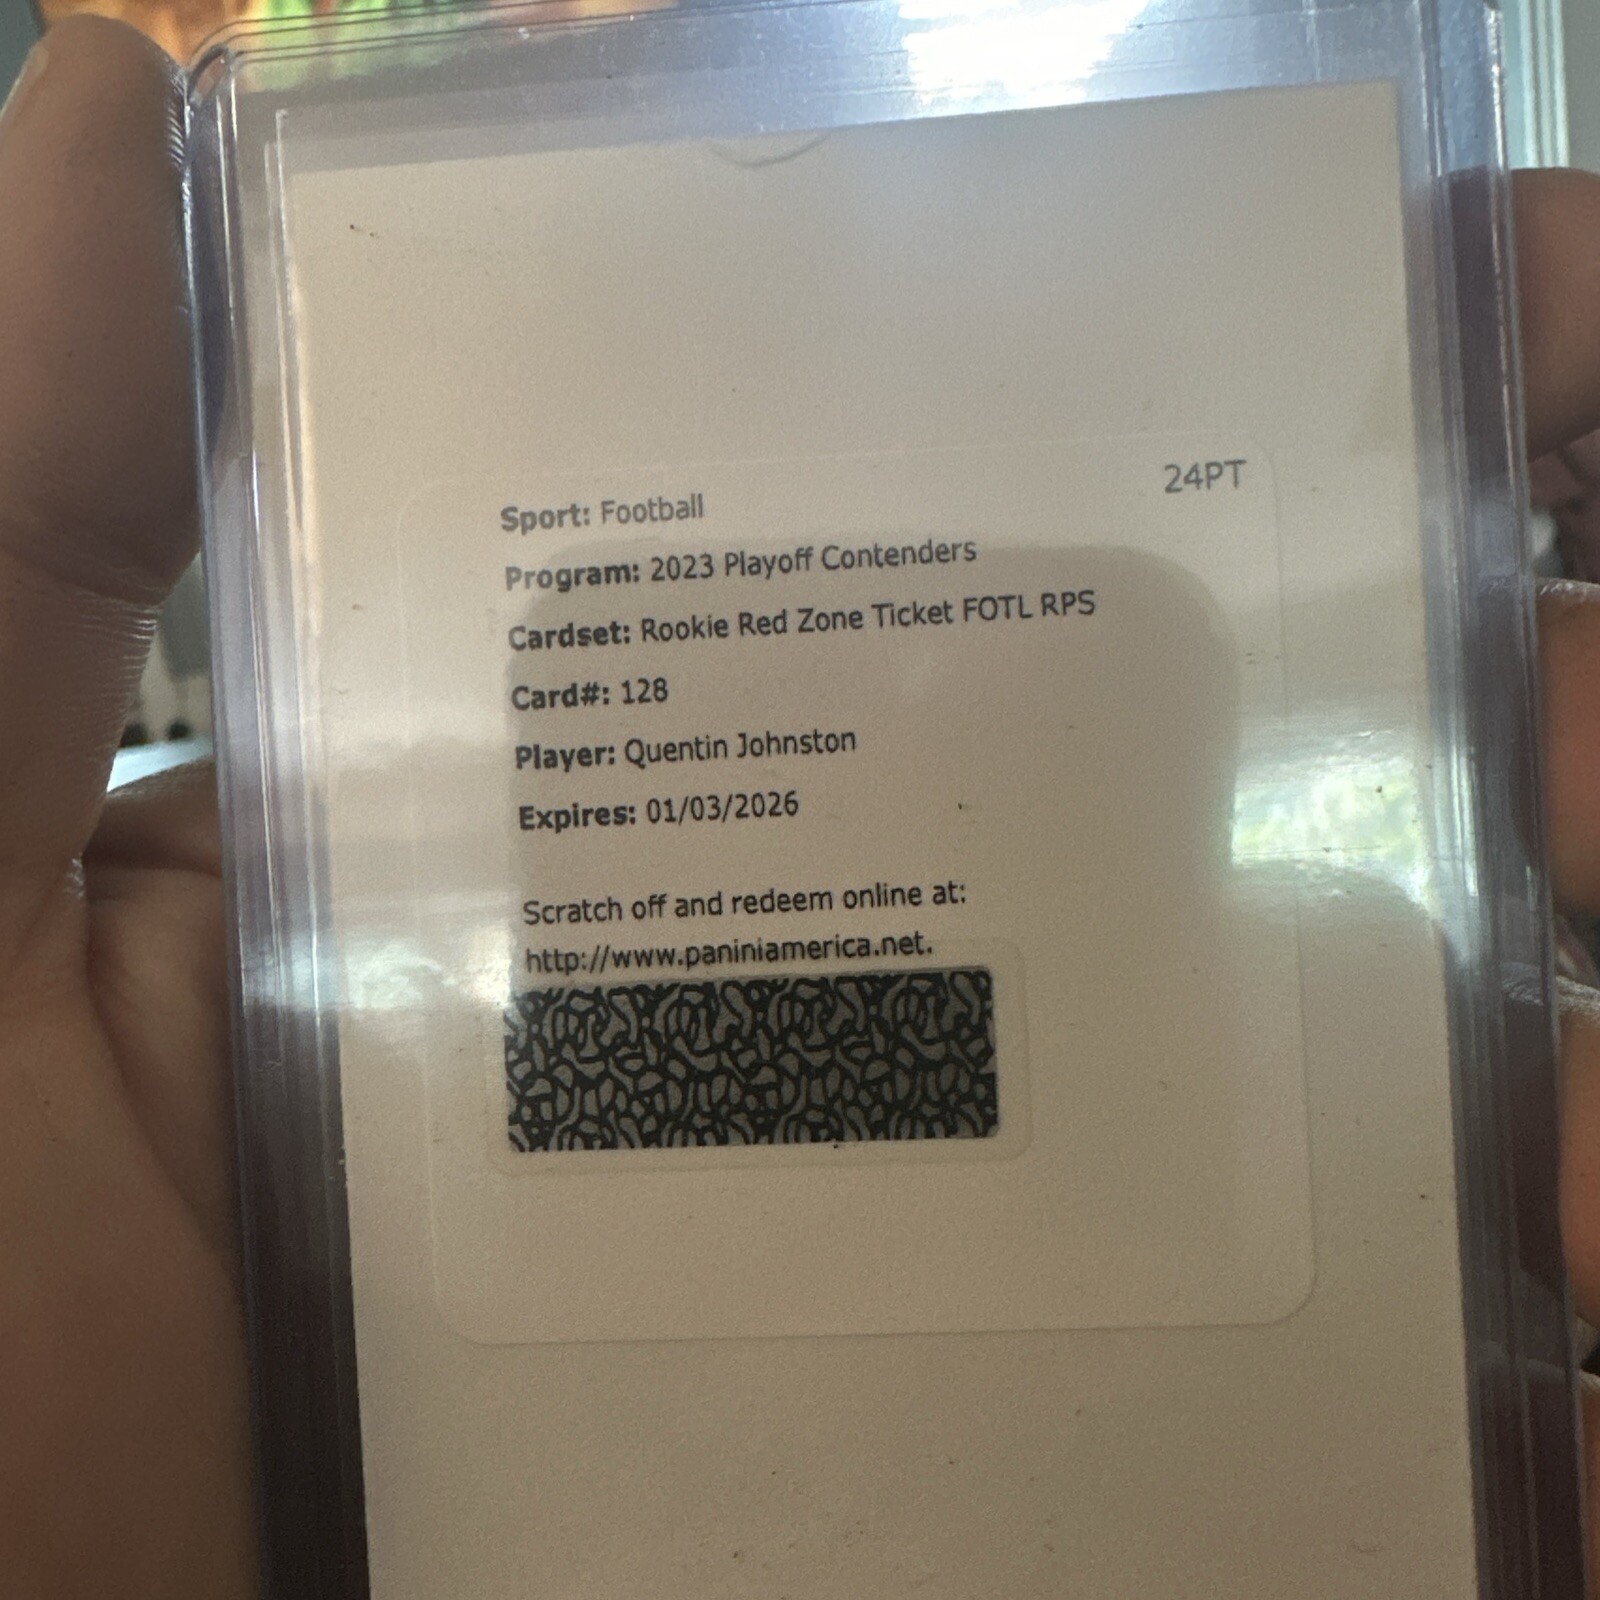 24PT
Sport: Football
Program: 2023 Playoff Contenders
Cardset: Rookie Red Zone Ticket FOTL RPS
Card#: 128
Player: Quentin Johnston
Expires: 01/03/2026
Scratch off and redeem online at:
http://www.paniniamerica.net.